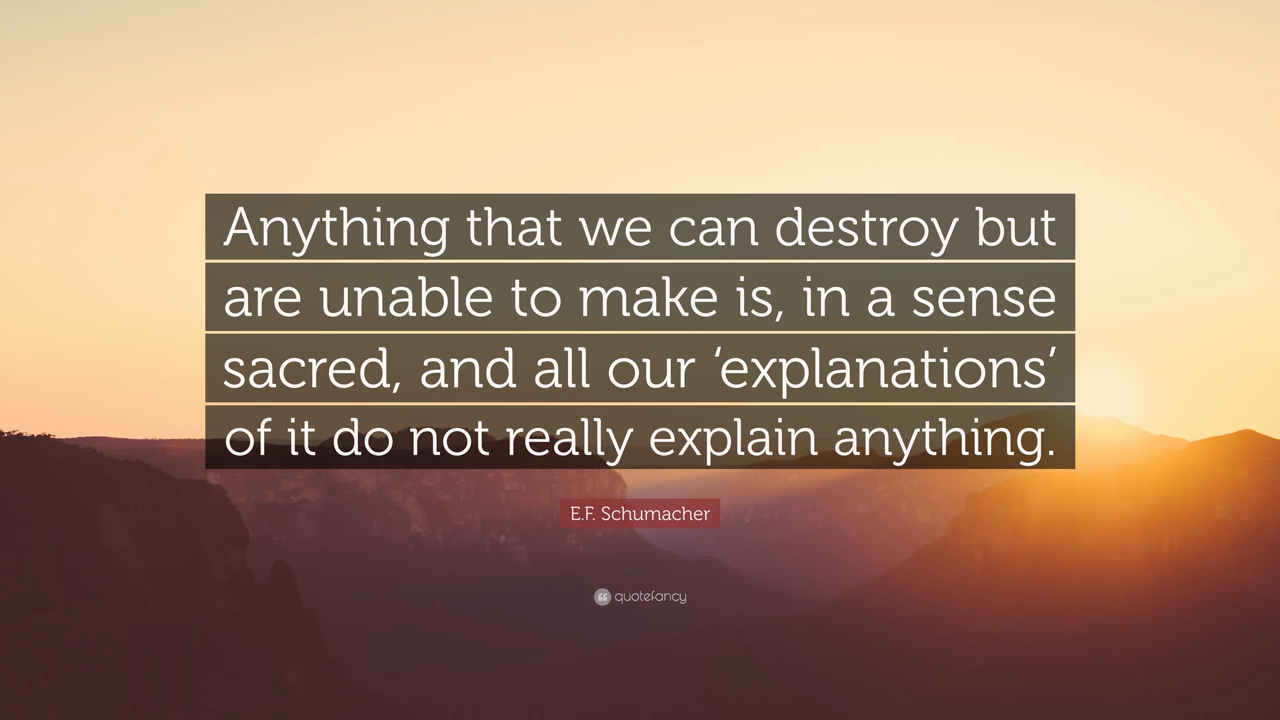 Anything that we can destroy but
are unable to make is, in a sense
sacred, and all our ‘explanations’
of it do not really explain anything.
E.F. Schumacher
quotefancy